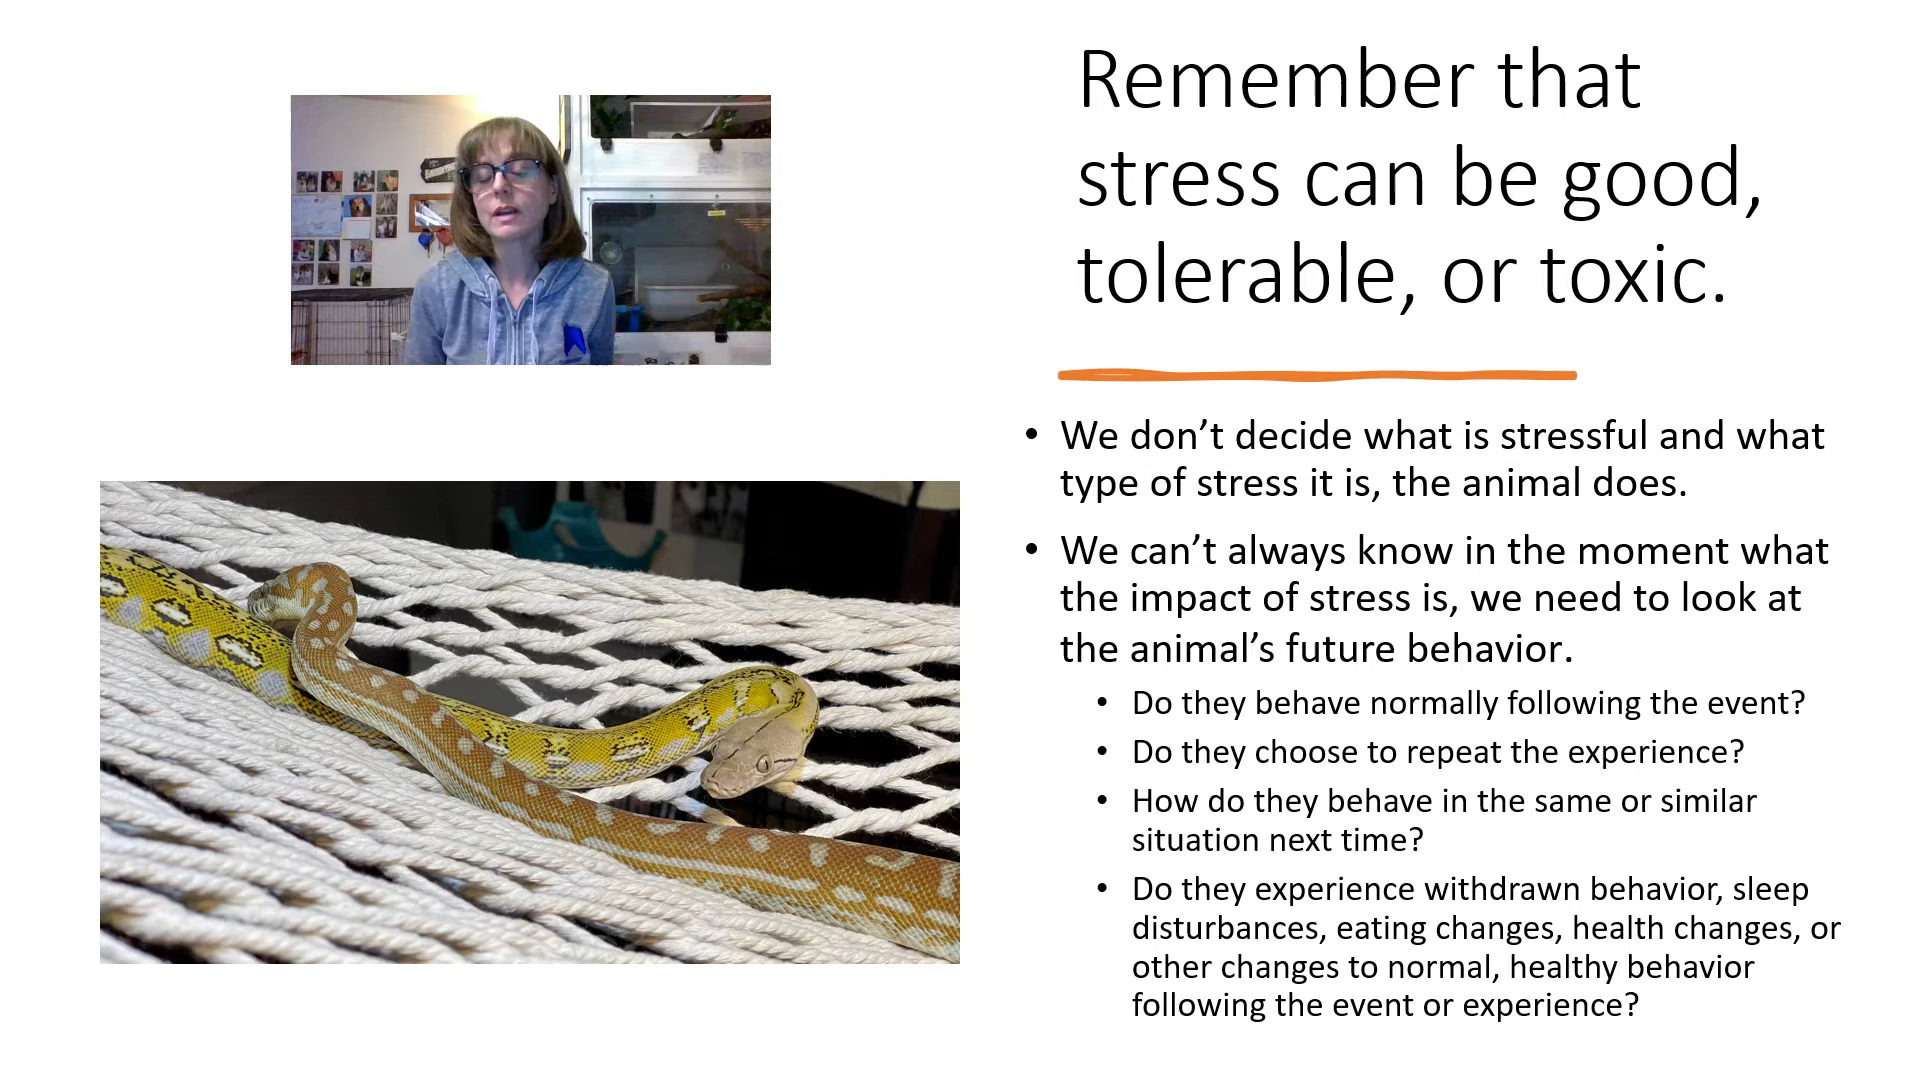 Remember that
stress can be good,
tolerable, or toxic.
• We don’t decide what is stressful and what
type of stress it is, the animal does.
• We can’t always know in the moment what
the impact of stress is, we need to look at
the animal’s future behavior.
• Do they behave normally following the event?
• Do they choose to repeat the experience?
• How do they behave in the same or similar
situation next time?
• Do they experience withdrawn behavior, sleep
disturbances, eating changes, health changes, or
other changes to normal, healthy behavior
following the event or experience?